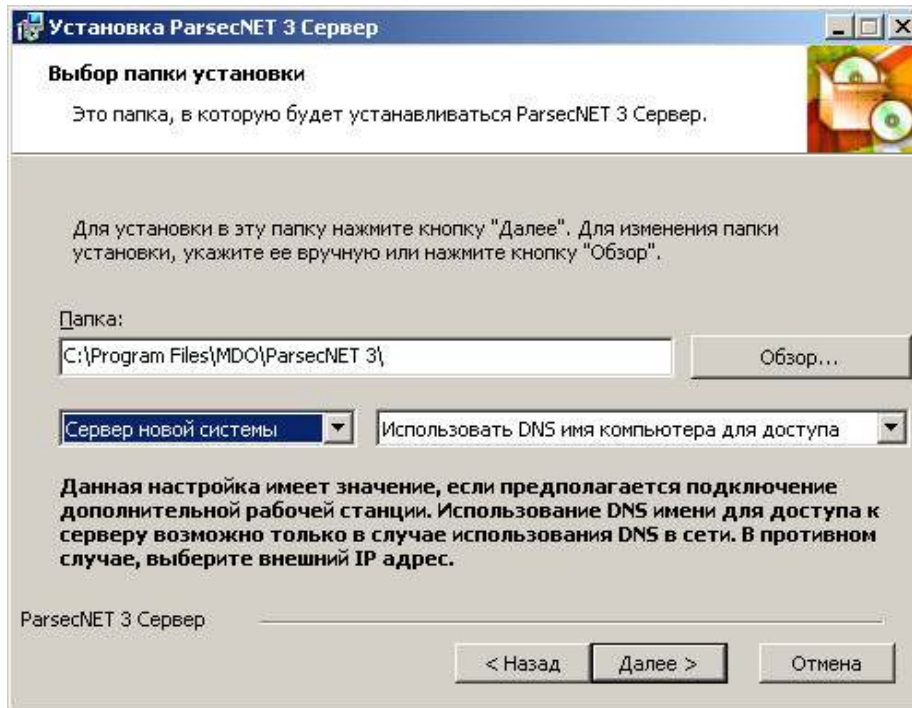 Установка ParsecNET 3 Сервер
Выбор папки установки
Это папка, в которую будет устанавливаться ParsecNET 3 Сервер.
Для установки в эту папку нажмите кнопку "Далее". Для изменения папки
установки, укажите ее вручную или нажмите кнопку "Обзор".
Папка:
C:\Program Files\MDO\ParsecNET 3\
Обзор...
Сервер новой системы
Использовать DNS имя компьютера для доступа
Данная настройка имеет значение, если предполагается подключение
дополнительной рабочей станции. Использование DNS имени для доступа к
серверу возможно только в случае использования DNS в сети. В противном
случае, выберите внешний IP адрес.
ParsecNET 3 Сервер
< Назад
Далее >
Отмена